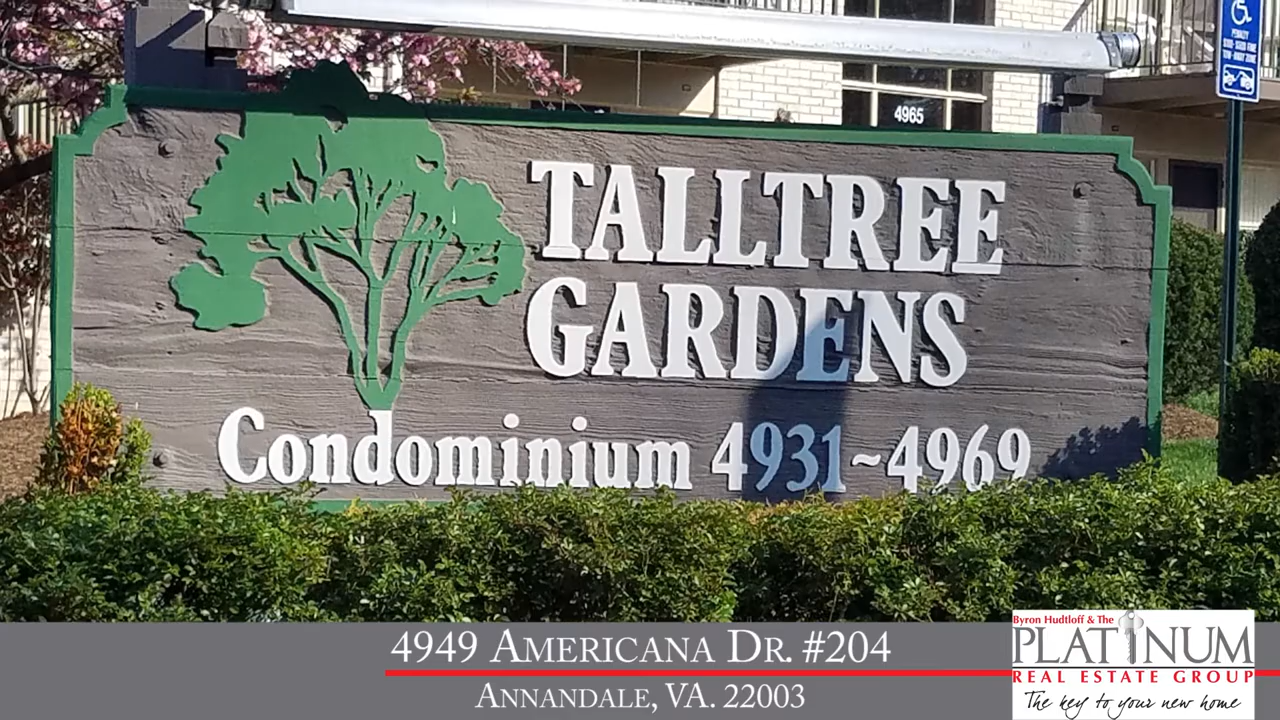 4965
PENALTY
TALLTREE
GARDENS
Condominium 4931~4969
4949 AMERICANA DR. #204
ANNANDALE, VA. 22003
Byron Hudtloff & The
PLATINUM
REAL ESTATE GROUP
The key to your new home